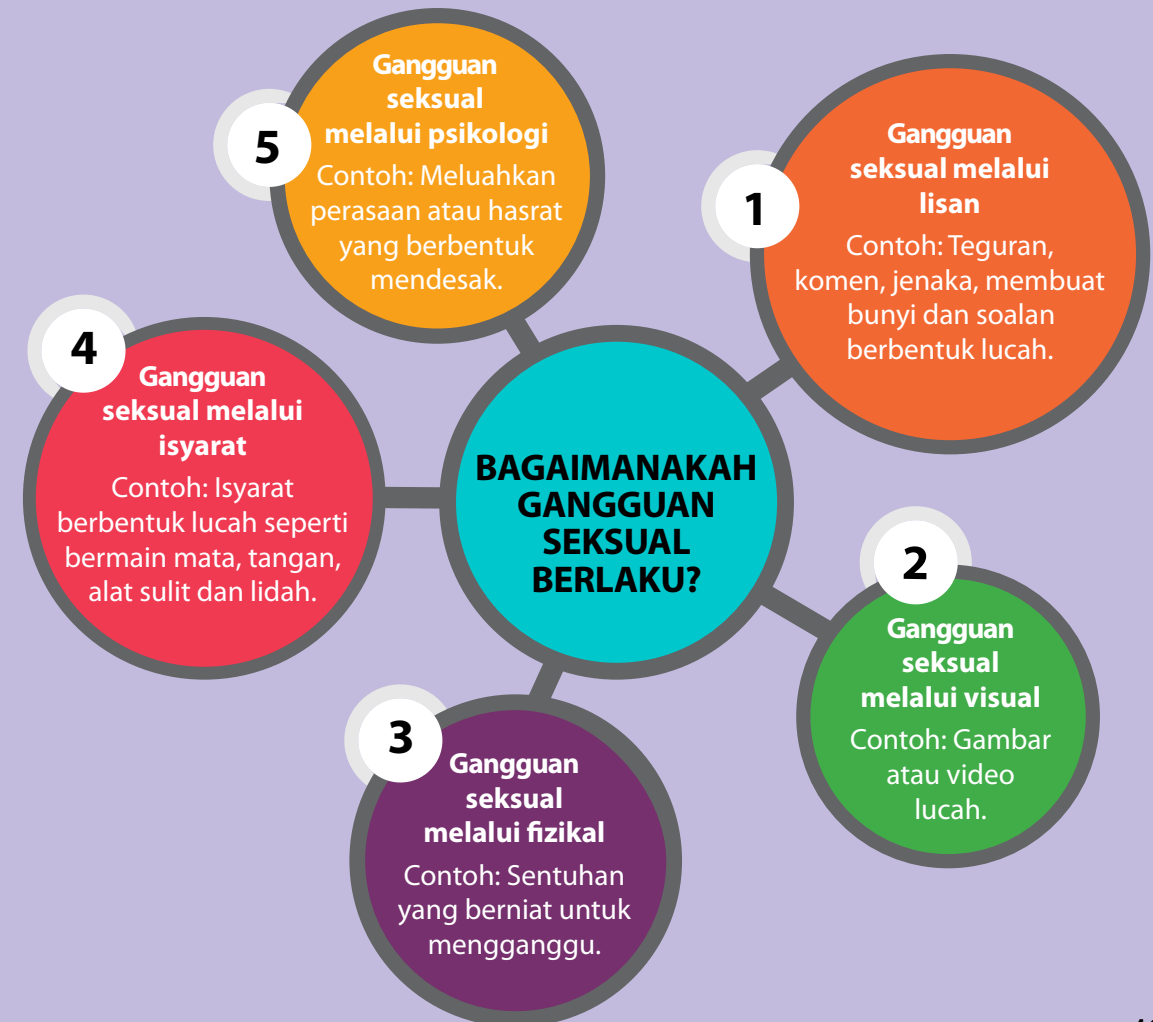 BAGAIMANAKAH
GANGGUAN
SEKSUAL
BERLAKU?
1
Gangguan
seksual melalui
lisan
Contoh: Teguran,
komen, jenaka, membuat
bunyi dan soalan
berbentuk lucah.
2
Gangguan
seksual
melalui visual
Contoh: Gambar
atau video
lucah.
3
Gangguan
seksual
melalui fizikal
Contoh: Sentuhan
yang berniat untuk
mengganggu.
4
Gangguan
seksual melalui
isyarat
Contoh: Isyarat
berbentuk lucah seperti
bermain mata, tangan,
alat sulit dan lidah.
5
Gangguan
seksual
melalui psikologi
Contoh: Meluahkan
perasaan atau hasrat
yang berbentuk
mendesak.